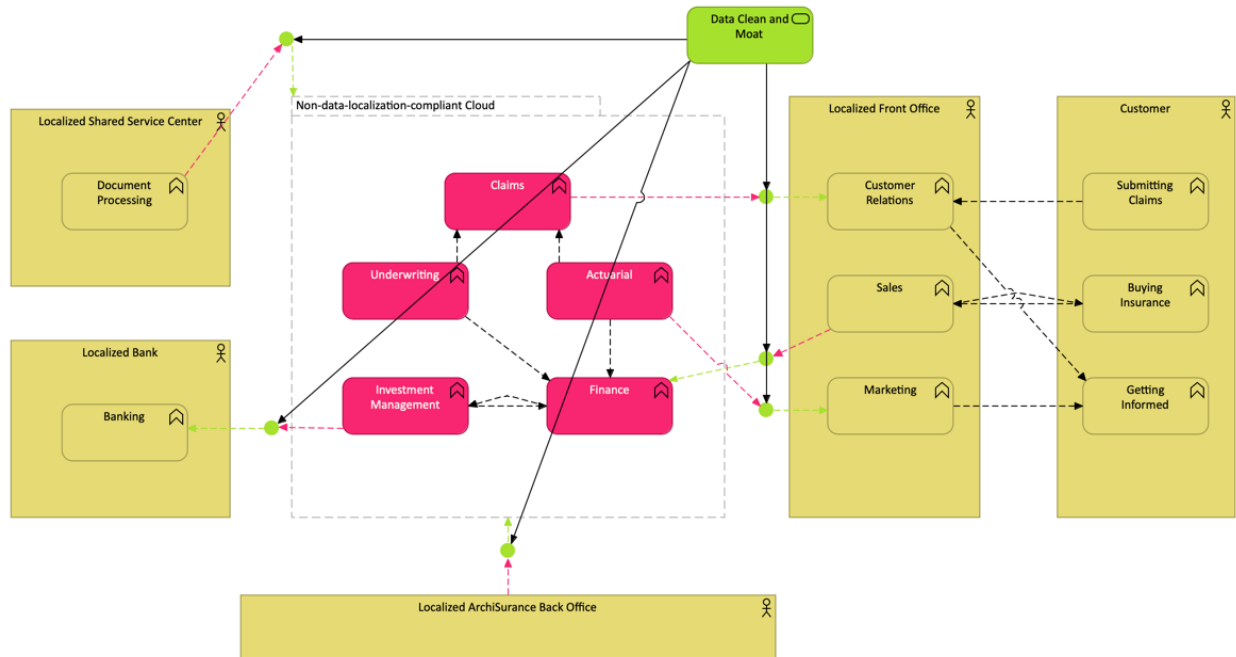 Data Clean and
Moat
Non-data-localization-compliant Cloud
Localized Shared Service Center
Localized Front Office
Customer
Document
Processing
Claims
Customer
Relations
Submitting
Claims
Underwriting
Actuarial
Sales
Buying
Insurance
Localized Bank
Banking
Investment
Management
Finance
Marketing
Getting
Informed
Localized ArchiSurance Back Office